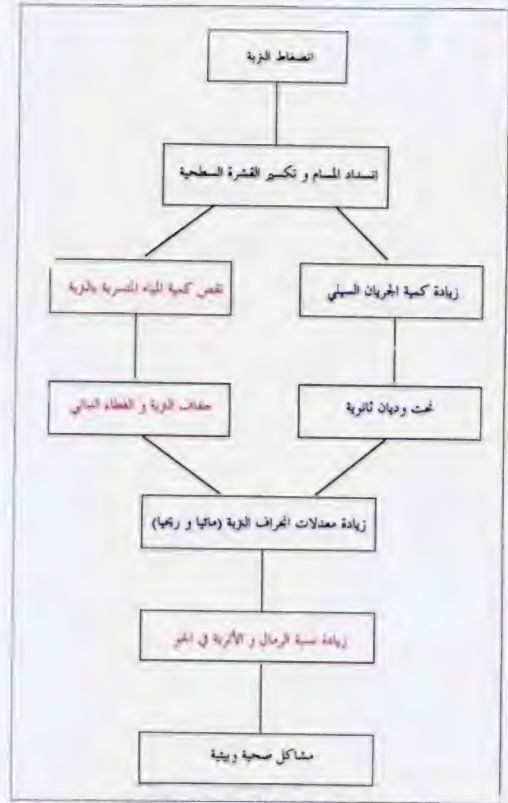 انضغاط التربة
انسداد المسام و تكسير القشرة السطحية
زيادة كمية الجريان السيلي
نقص كمية المياه المتسربة بالتربة
نحت وديان ثانوية
جفاف التربة و الغطاء النباتي
زيادة معدلات انجراف التربة (مائيا و ريحيا)
زيادة نسبة الرمال و الأتربة في الجو
مشاكل صحية وبيئية